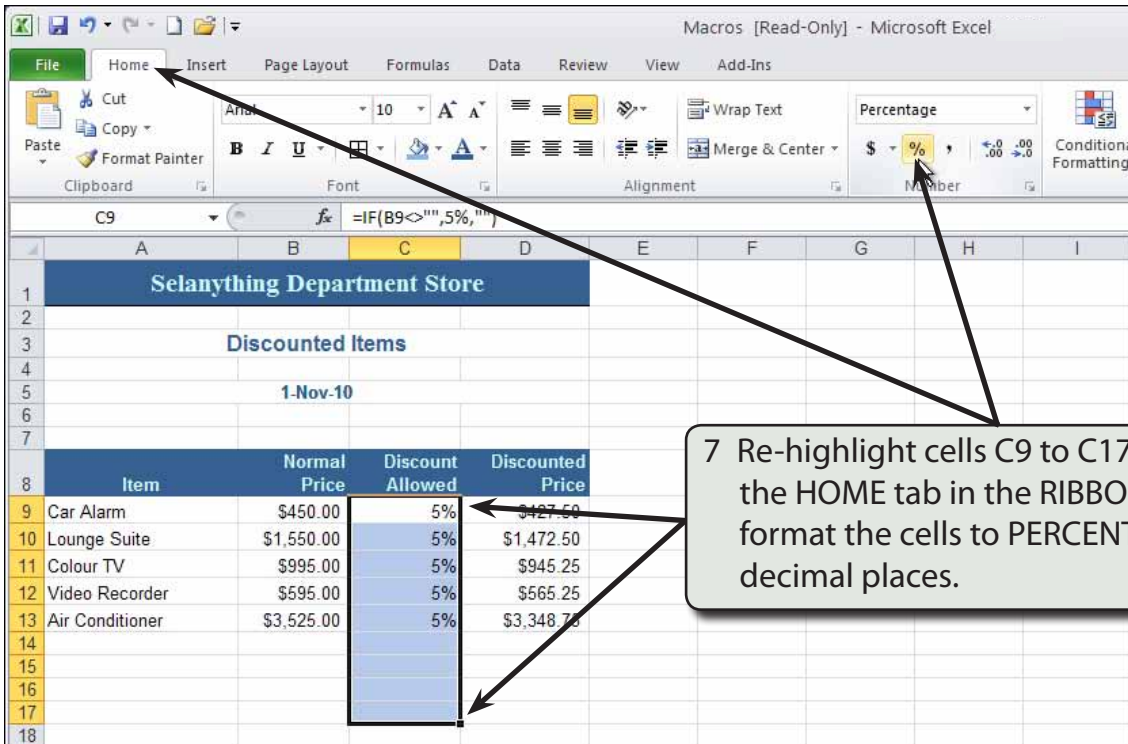 Macros [Read-Only] - Microsoft Excel
File Home Insert Page Layout Formulas Data Review View Add-Ins
Paste
Cut
Copy
Format Painter
Clipboard
10 A A
B I U A
Font
Wrap Text
Merge & Center
Alignment
Percentage
$ % , .00 .00
Number
Conditiona
Formatting
C9 fx =IF(B9<>"",5%,"")
A B C D E F G H I
1 Selanything Department Store
2
3 Discounted Items
4
5 1-Nov-10
6
7
Normal Discount Discounted
8 Item Price Allowed Price
9 Car Alarm $450.00 5% $427.50
10 Lounge Suite $1,550.00 5% $1,472.50
11 Colour TV $995.00 5% $945.25
12 Video Recorder $595.00 5% $565.25
13 Air Conditioner $3,525.00 5% $3,348.75
14
15
16
17
18
7 Re-highlight cells C9 to C17
the HOME tab in the RIBBO
format the cells to PERCENT
decimal places.